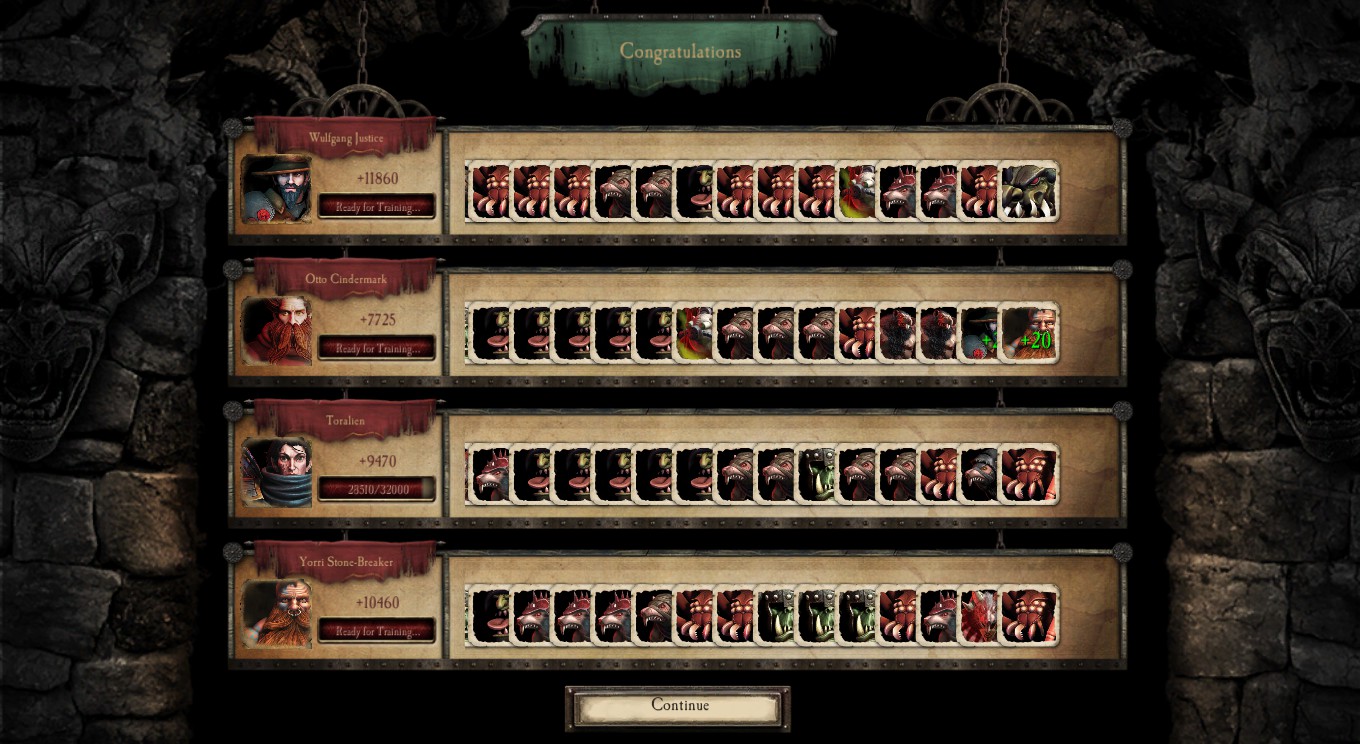 Congratulations
Wulfgang Justice
+11860
Ready for Training...
Otto Cindermark
+7725
Ready for Training...
+20
Toralien
+9470
28510/32000
Yorri Stone-Breaker
+10460
Ready for Training...
Continue